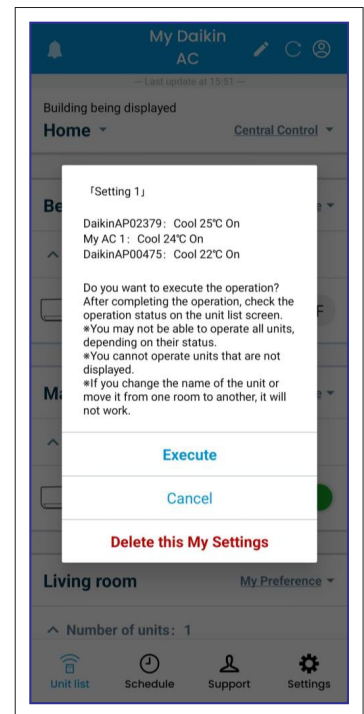 My Daikin
AC
--- Last update at 15:51 ---
Building being displayed
Home
Central Control
Be
e
「Setting 1」
DaikinAP02379: Cool 25℃ On
My AC 1: Cool 24℃ On
DaikinAP00475: Cool 22℃ On
Do you want to execute the operation?
After completing the operation, check the
operation status on the unit list screen.
※You may not be able to operate all units,
depending on their status.
※You cannot operate units that are not
displayed.
※If you change the name of the unit or
move it from one room to another, it will
not work.
F
Ma
e
Execute
Cancel
Delete this My Settings
Living room
My Preference
Number of units: 1
Unit list
Schedule
Support
Settings